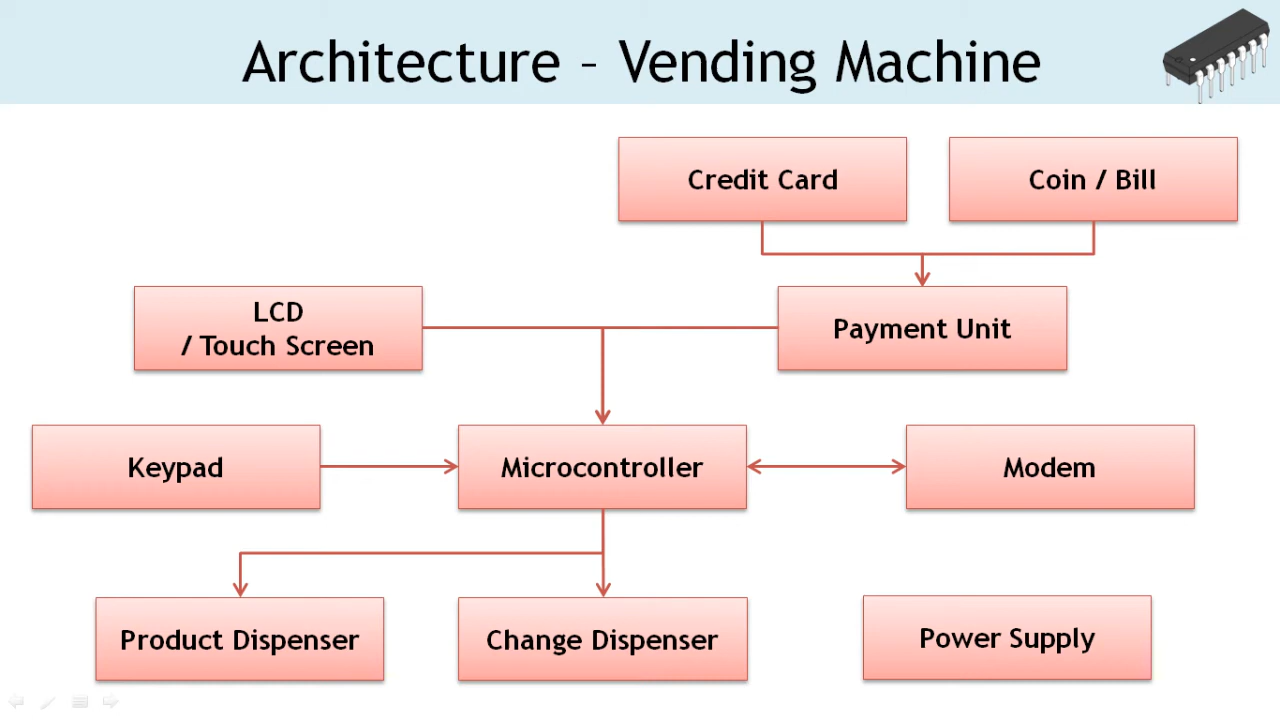 Architecture – Vending Machine
Credit Card
Coin / Bill
LCD
/ Touch Screen
Payment Unit
Keypad
Microcontroller
Modem
Product Dispenser
Change Dispenser
Power Supply